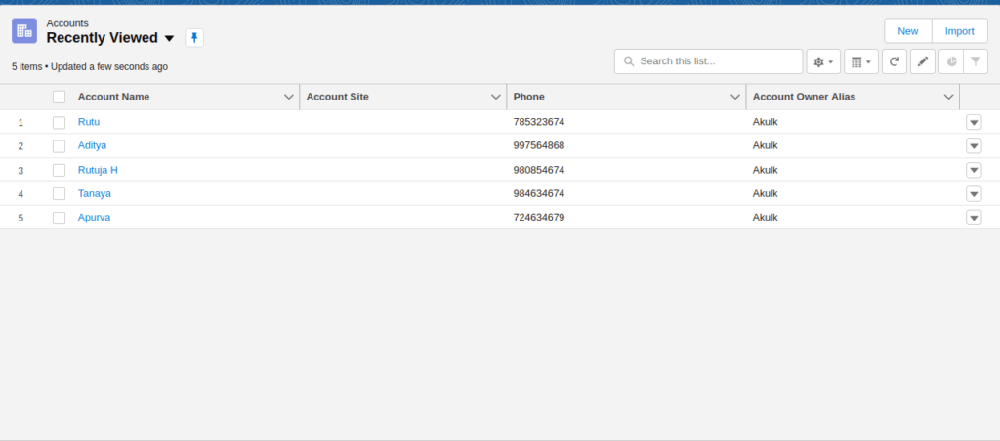 Accounts
Recently Viewed
New Import
5 items • Updated a few seconds ago
Search this list...
Account Name Account Site Phone Account Owner Alias
1 Rutu 785323674 Akulk
2 Aditya 997564868 Akulk
3 Rutuja H 980854674 Akulk
4 Tanaya 984634674 Akulk
5 Apurva 724634679 Akulk